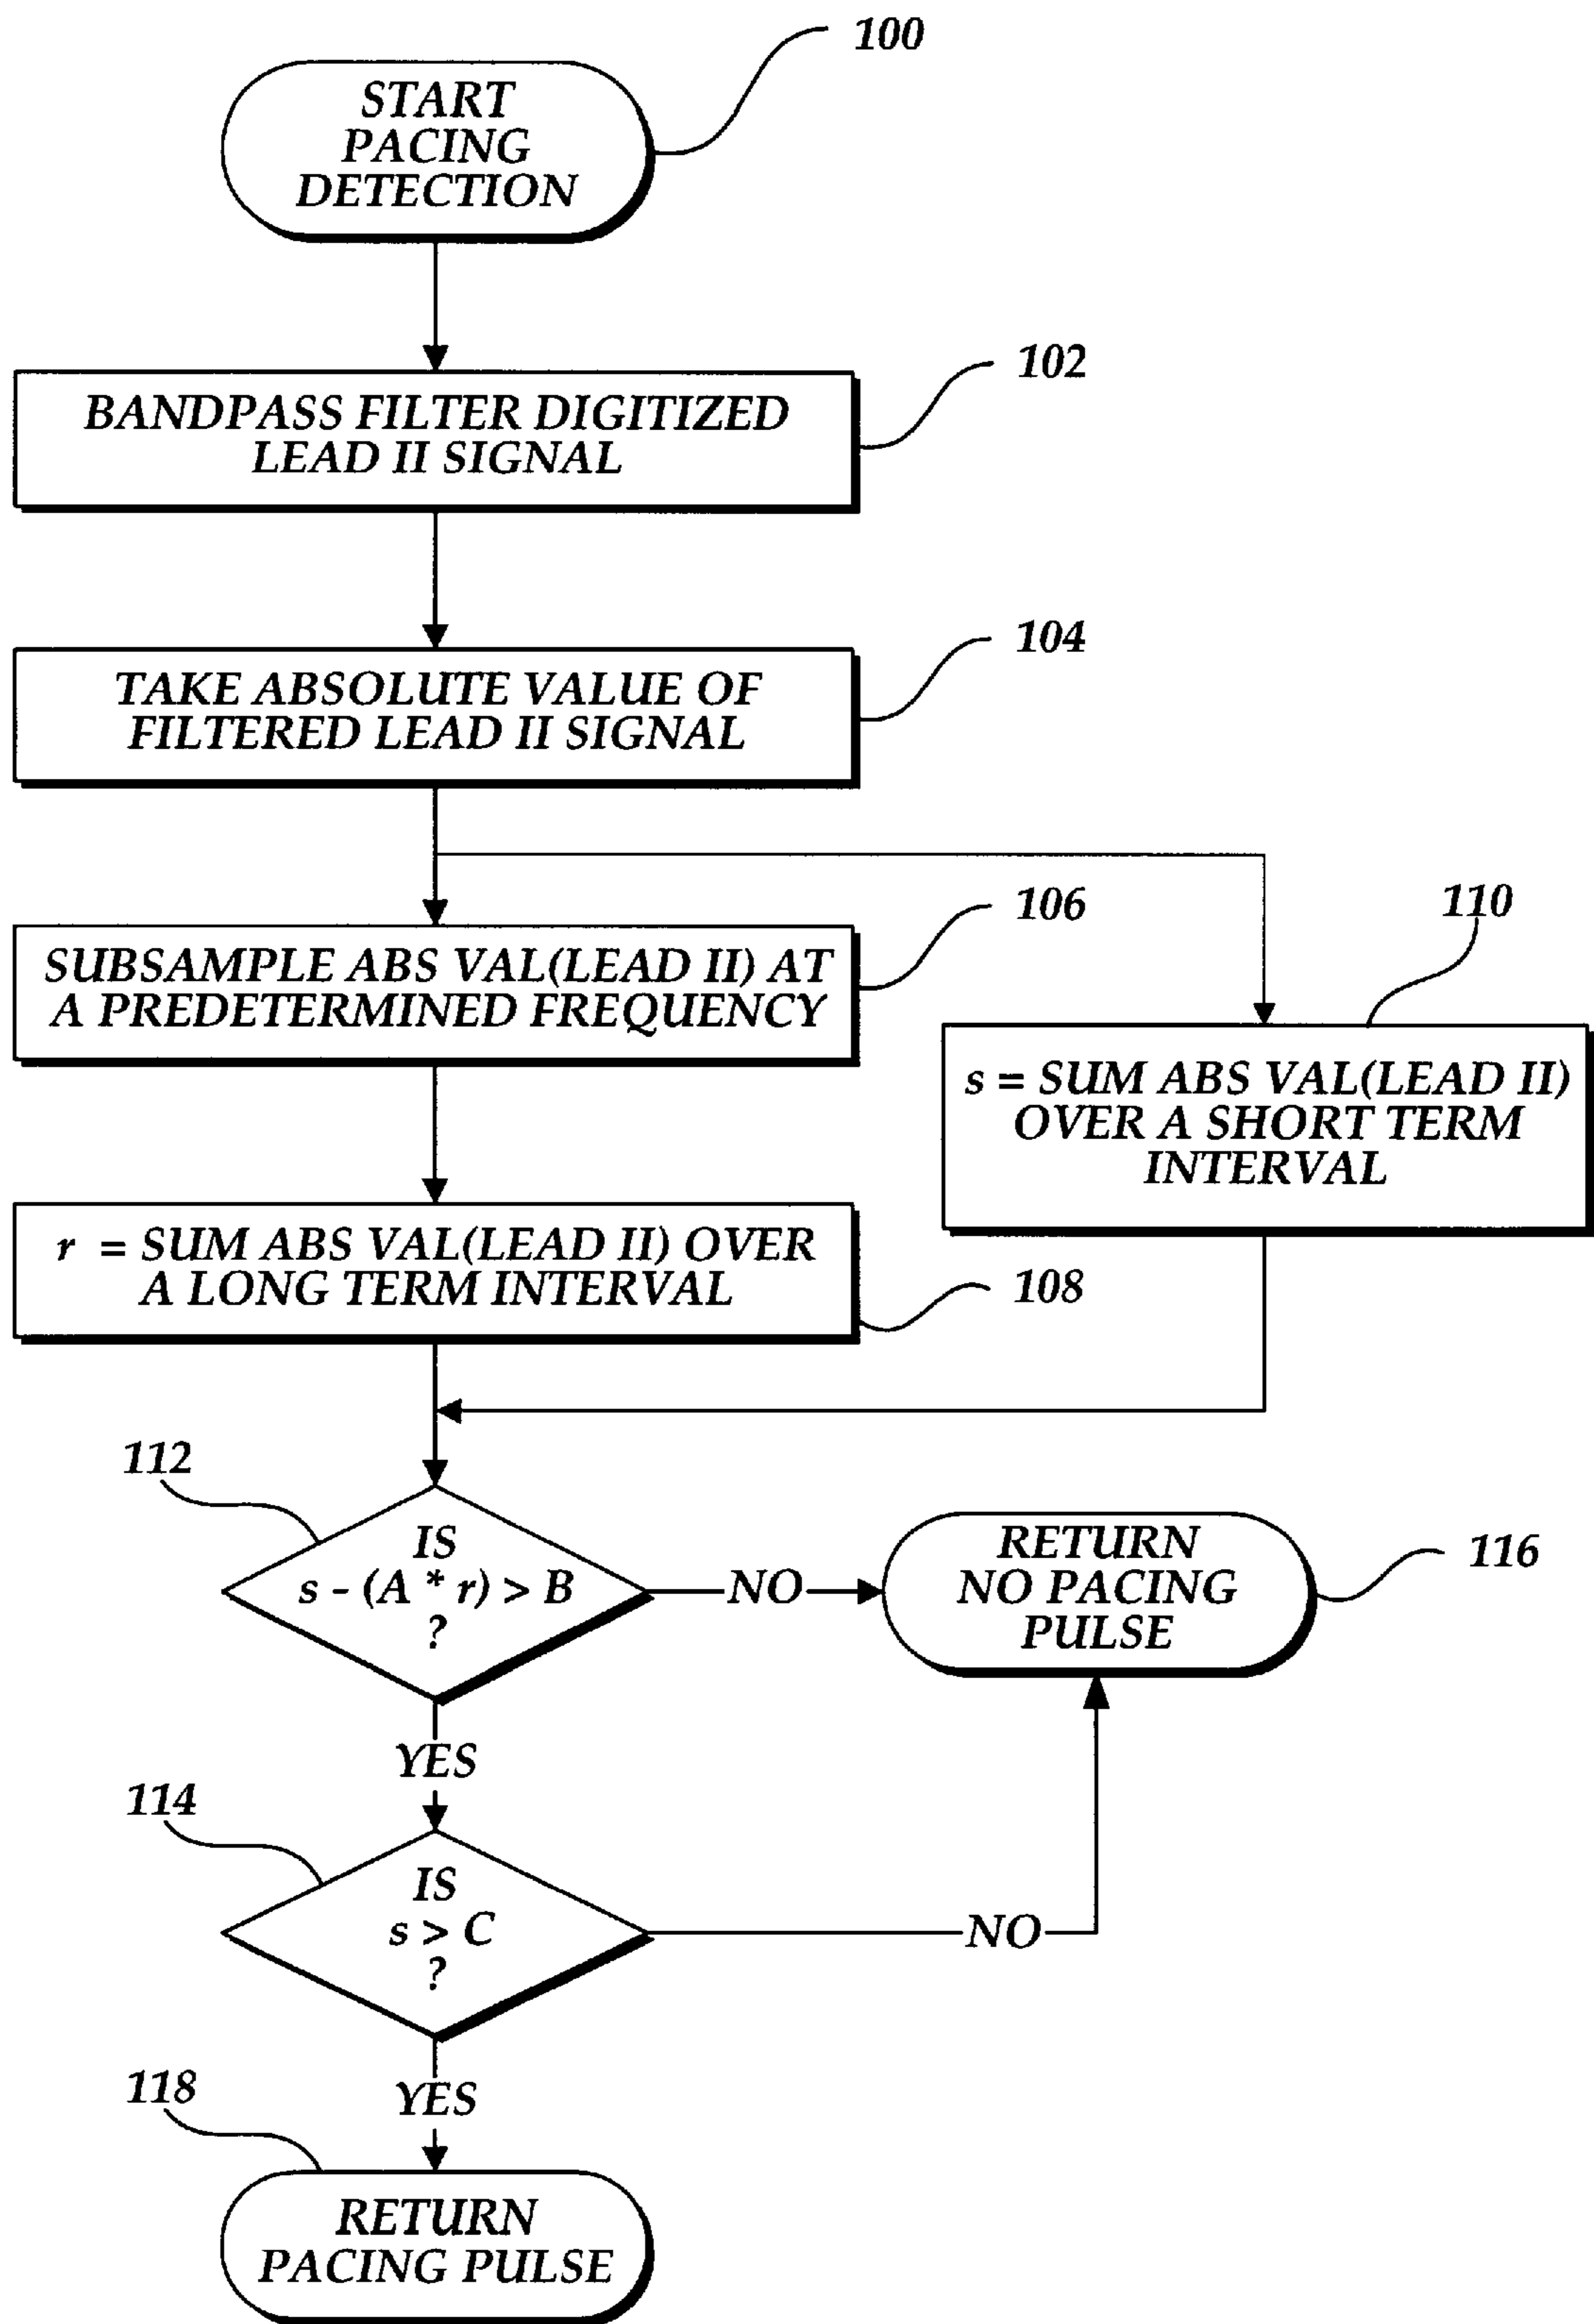 100
START
PACING
DETECTION
102
BANDPASS FILTER DIGITIZED
LEAD II SIGNAL
104
TAKE ABSOLUTE VALUE OF
FILTERED LEAD II SIGNAL
106
110
SUBSAMPLE ABS VAL(LEAD II) AT
A PREDETERMINED FREQUENCY
s = SUM ABS VAL(LEAD II)
OVER A SHORT TERM
INTERVAL
r = SUM ABS VAL(LEAD II) OVER
A LONG TERM INTERVAL
108
112
IS
s - (A * r) > B
?
NO
RETURN
NO PACING
PULSE
116
YES
114
IS
s > C
?
NO
118
YES
RETURN
PACING PULSE